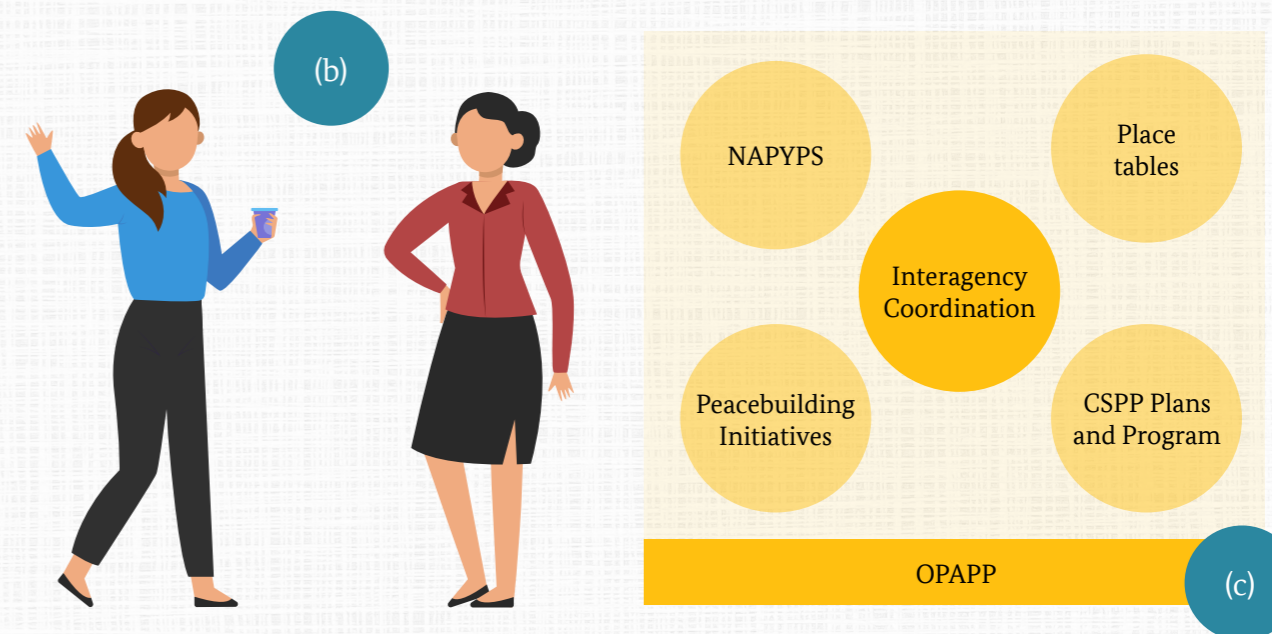 (b)
NAPYPS
Place
tables
Interagency
Coordination
Peacebuilding
Initiatives
CSPP Plans
and Program
OPAPP
(c)